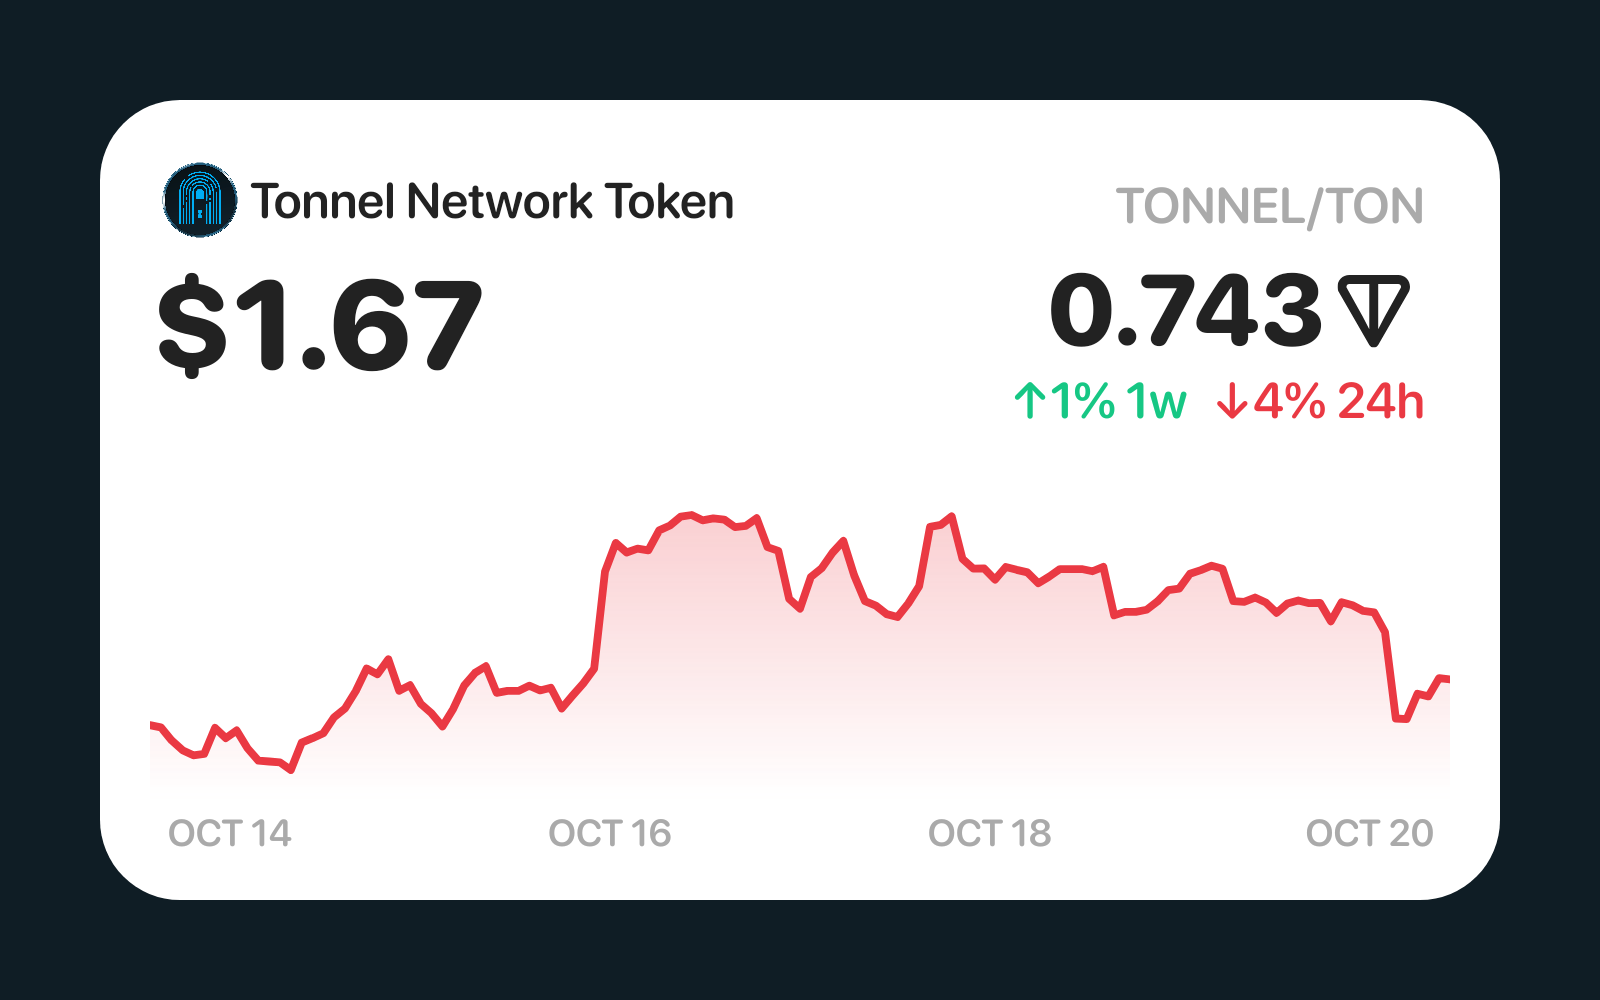 Tonnel Network Token
TONNEL/TON
$1.67
0.743
↑1% 1w ↓4% 24h
OCT 14
OCT 16
OCT 18
OCT 20